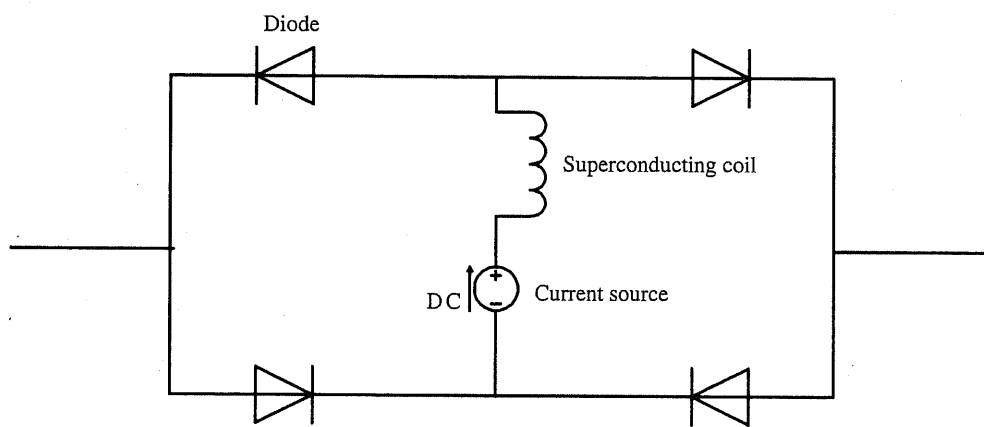 Diode
Superconducting coil
+
DC
Current source
−